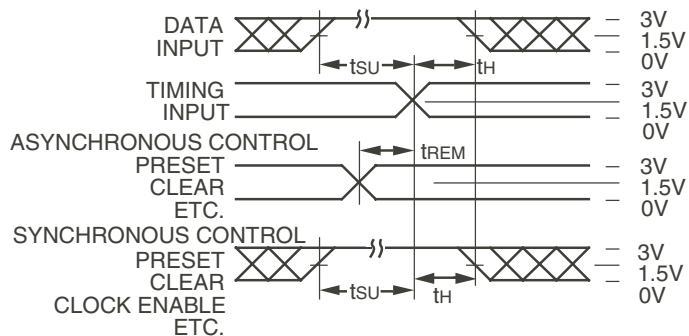 DATA
INPUT
3V
1.5V
0V
tSU
tH
TIMING
INPUT
3V
1.5V
0V
ASYNCHRONOUS CONTROL
tREM
PRESET
CLEAR
ETC.
3V
1.5V
0V
SYNCHRONOUS CONTROL
PRESET
CLEAR
CLOCK ENABLE
ETC.
3V
1.5V
0V
tSU
tH